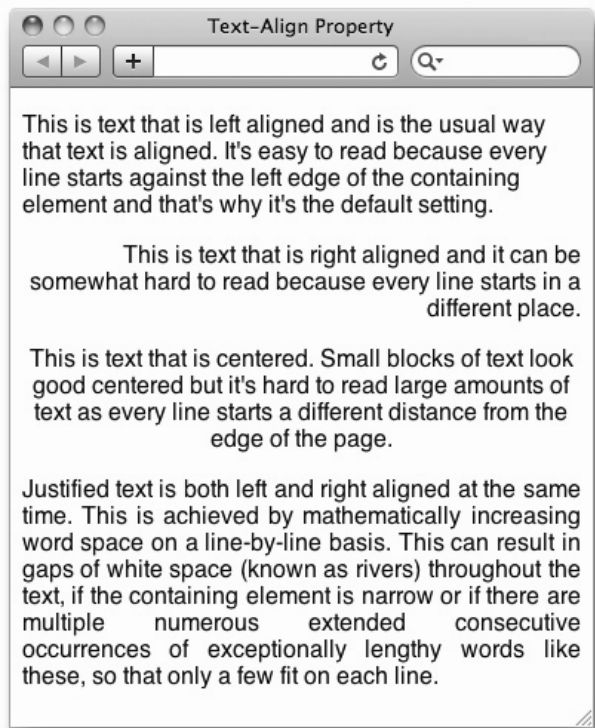 Text-Align Property
This is text that is left aligned and is the usual way
that text is aligned. It's easy to read because every
line starts against the left edge of the containing
element and that's why it's the default setting.
This is text that is right aligned and it can be
somewhat hard to read because every line starts in a
different place.
This is text that is centered. Small blocks of text look
good centered but it's hard to read large amounts of
text as every line starts a different distance from the
edge of the page.
Justified text is both left and right aligned at the same
time. This is achieved by mathematically increasing
word space on a line-by-line basis. This can result in
gaps of white space (known as rivers) throughout the
text, if the containing element is narrow or if there are
multiple numerous extended consecutive
occurrences of exceptionally lengthy words like
these, so that only a few fit on each line.